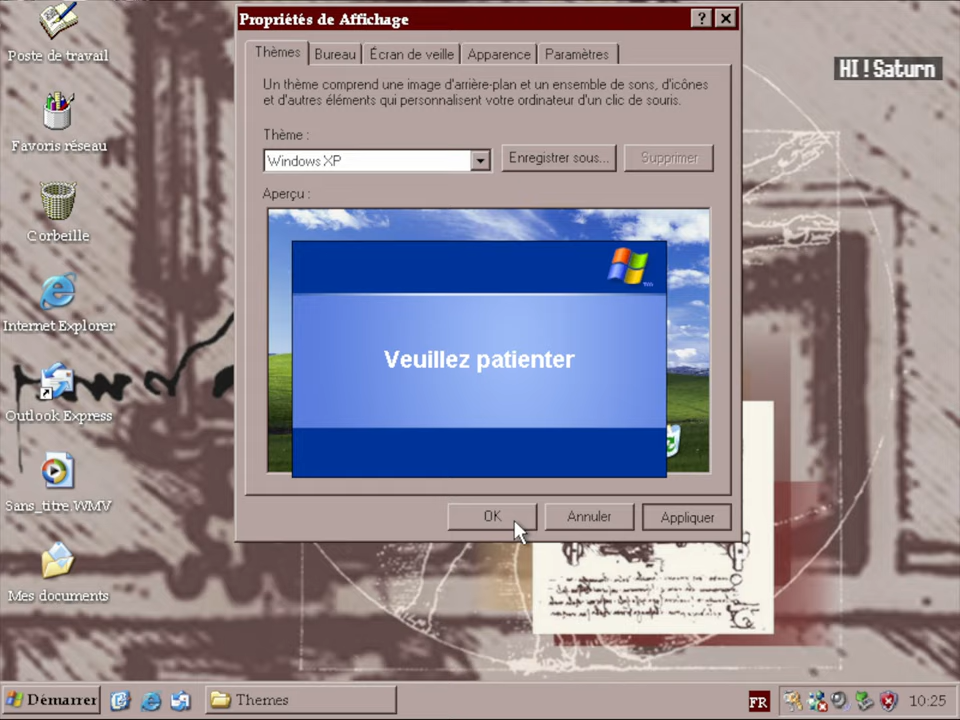 Propriétés de Affichage
Poste de travail
Thèmes
Bureau
Écran de veille
Apparence
Paramètres
HI ! Saturn
Un thème comprend une image d'arrière-plan et un ensemble de sons, d'icônes
et d'autres éléments qui personnalisent votre ordinateur d'un clic de souris.
Favoris réseau
Thème :
Windows XP
Enregistrer sous...
Supprimer
Aperçu :
Corbeille
Internet Explorer
Veuillez patienter
Outlook Express
Sans_titre.WMV
OK
Annuler
Appliquer
Mes documents
Démarrer
Themes
FR
10:25